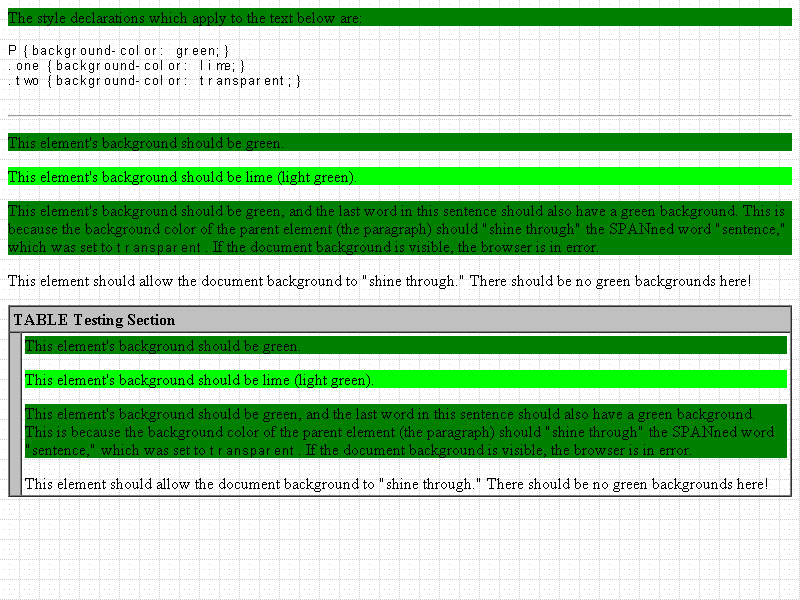 The style declarations which apply to the text below are:
P {background-color: green;}
.one {background-color: lime;}
.two {background-color: transparent;}
This element's background should be green.
This element's background should be lime (light green).
This element's background should be green, and the last word in this sentence should also have a green background. This is
because the background color of the parent element (the paragraph) should "shine through" the SPANned word "sentence,"
which was set to transparent. If the document background is visible, the browser is in error.
This element should allow the document background to "shine through." There should be no green backgrounds here!
TABLE Testing Section
This element's background should be green.
This element's background should be lime (light green).
This element's background should be green, and the last word in this sentence should also have a green background.
This is because the background color of the parent element (the paragraph) should "shine through" the SPANned word
"sentence," which was set to transparent. If the document background is visible, the browser is in error.
This element should allow the document background to "shine through." There should be no green backgrounds here!